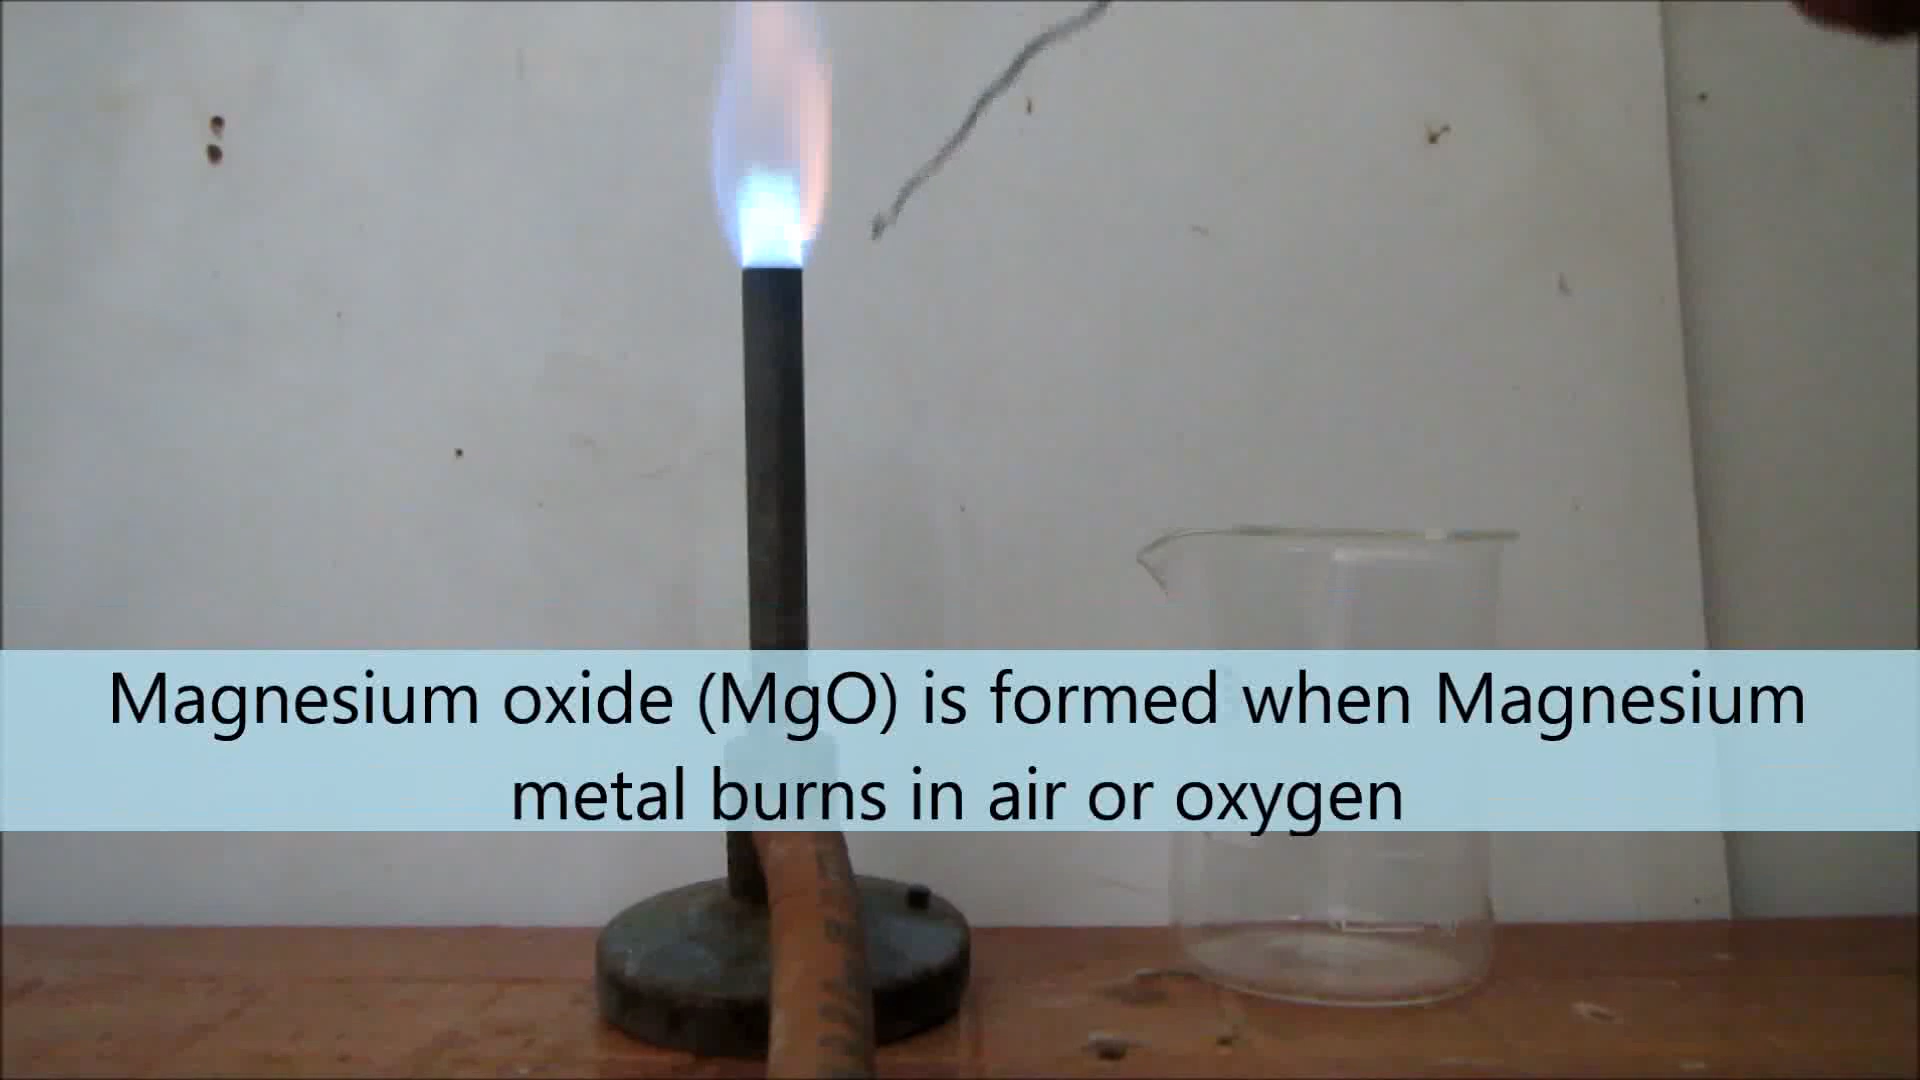 Magnesium oxide (MgO) is formed when Magnesium
metal burns in air or oxygen